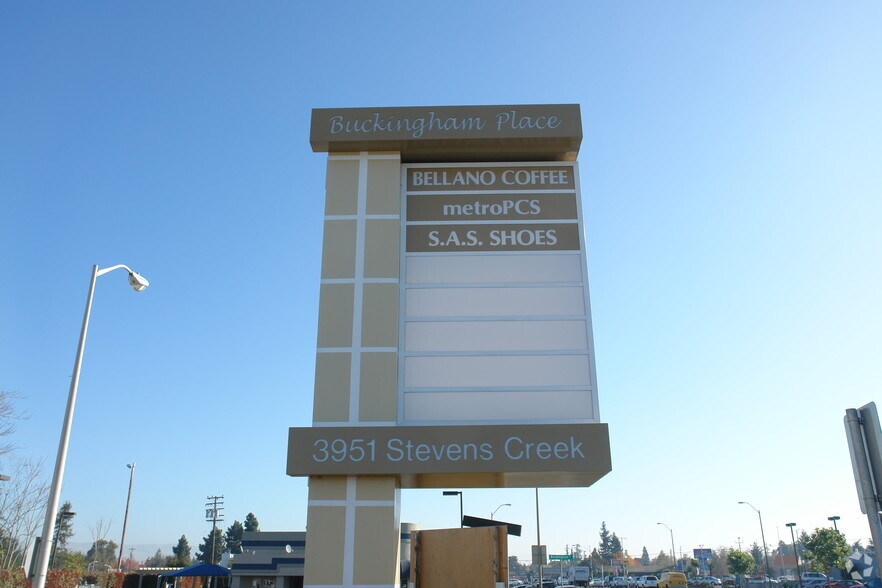 Buckingham Place
BELLANO COFFEE
metroPCS
S.A.S. SHOES
3951 Stevens Creek